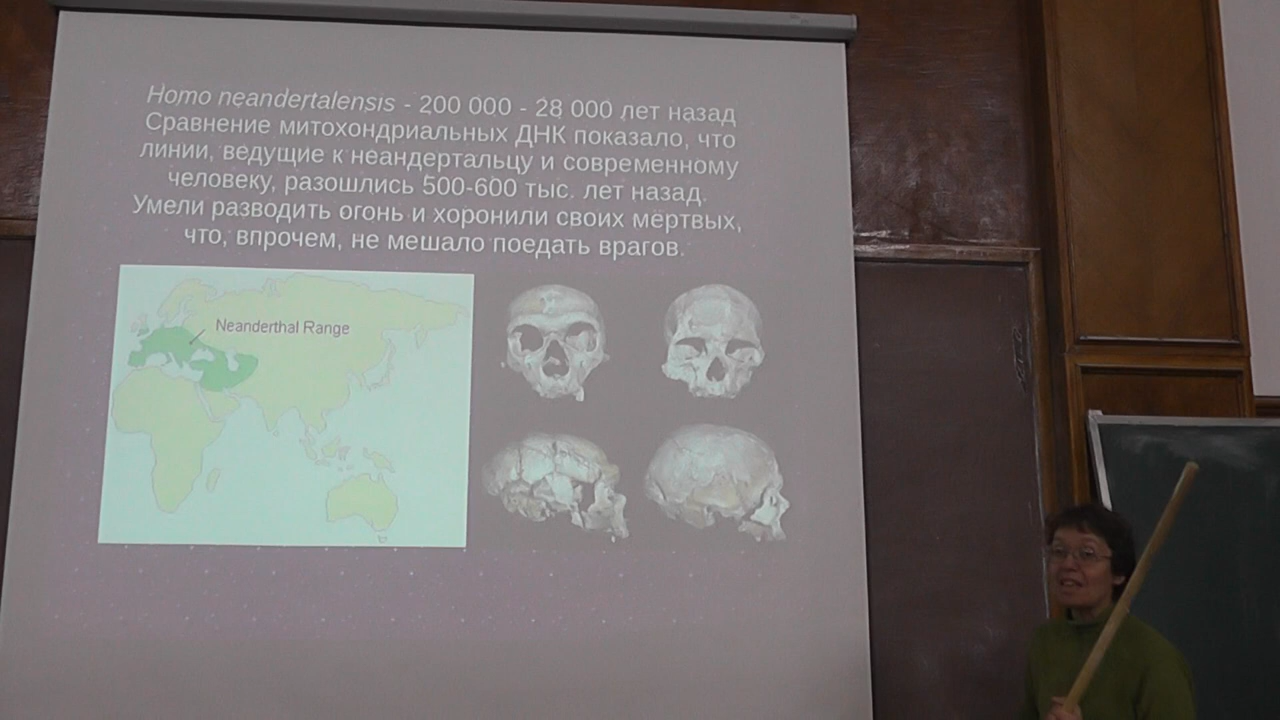 Homo neandertalensis - 200 000 - 28 000 лет назад
Сравнение митохондриальных ДНК показало, что
линии, ведущие к неандертальцу и современному
человеку, разошлись 500-600 тыс. лет назад.
Умели разводить огонь и хоронили своих мертвых,
что, впрочем, не мешало поедать врагов.
Neanderthal Range